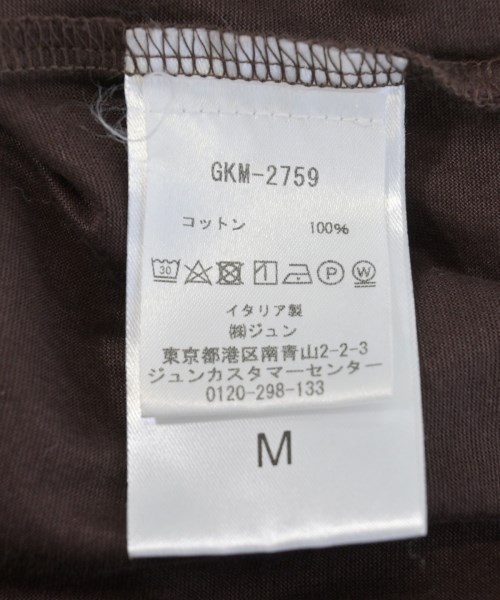 GKM-2759
コットン 100%
30 P W
イタリア製
㈱ジュン
東京都港区南青山2-2-3
ジュンカスタマーセンター
0120-298-133
M